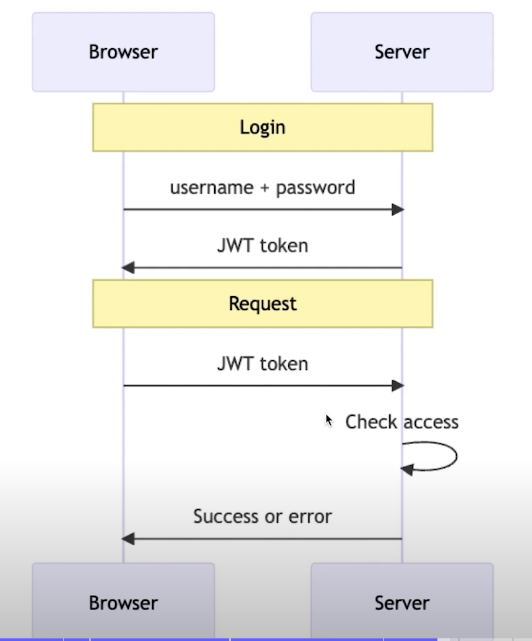 Browser
Server
Login
username + password
JWT token
Request
JWT token
Check access
Success or error
Browser
Server